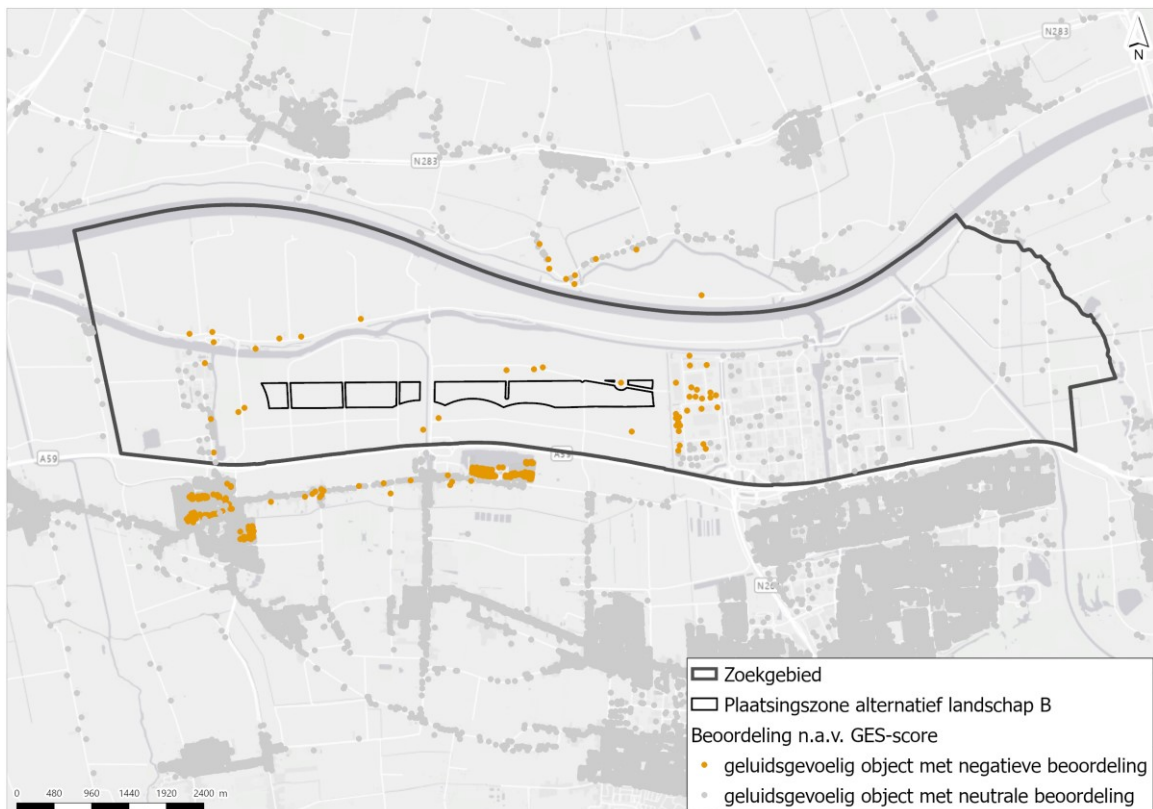 N283
N
N283
A59
A59
N26
Zoekgebied
Plaatsingszone alternatief landschap B
Beoordeling n.a.v. GES-score
geluidsgevoelig object met negatieve beoordeling
geluidsgevoelig object met neutrale beoordeling
0 480 960 1440 1920 2400 m